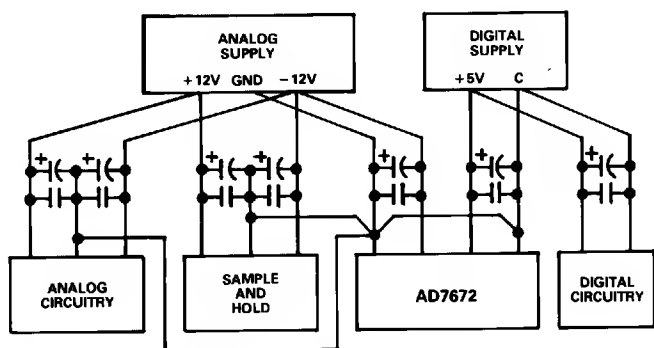 ANALOG
SUPPLY
+12V GND −12V
DIGITAL
SUPPLY
+5V C
+ + + + + + +
ANALOG
CIRCUITRY
SAMPLE
AND
HOLD
AD7672
DIGITAL
CIRCUITRY